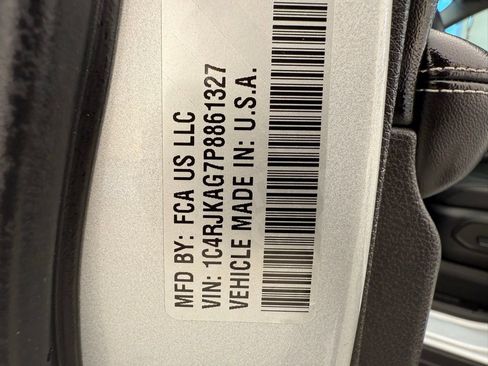 MFD BY: FCA US LLC
VIN: 1C4RJKAG7P8861327
VEHICLE MADE IN: U.S.A.